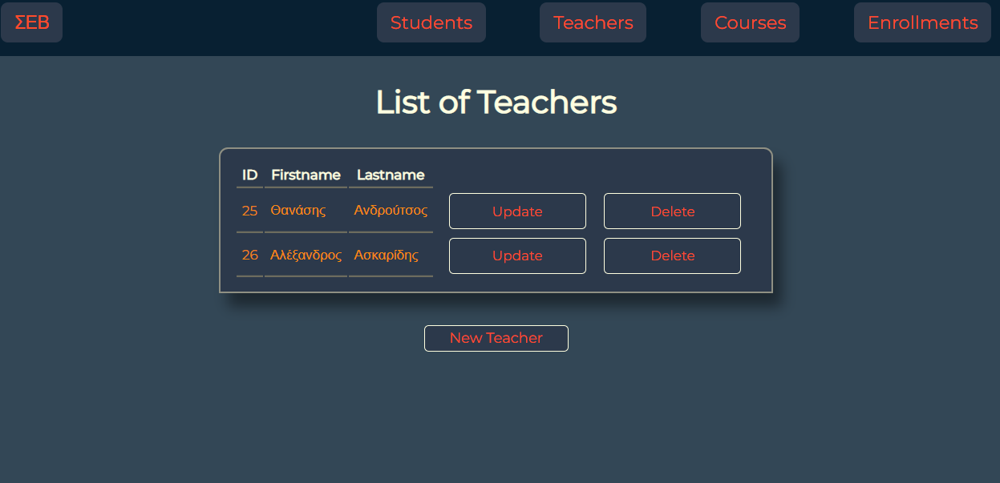 ΣΕΒ Students Teachers Courses Enrollments
List of Teachers
ID Firstname Lastname
25 Θανάσης Ανδρούτσος Update Delete
26 Αλέξανδρος Ασκαρίδης Update Delete
New Teacher